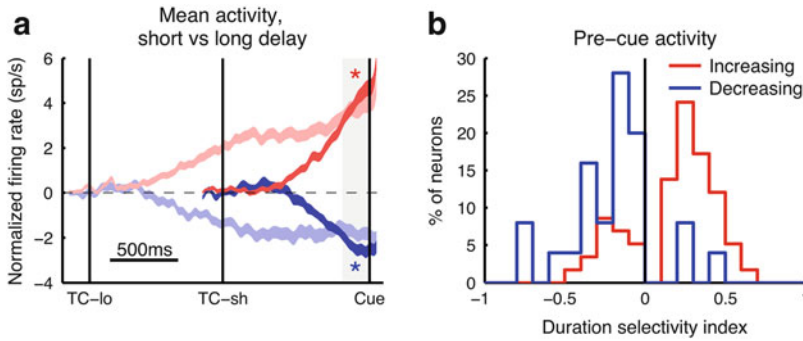 a
Mean activity,
short vs long delay
Normalized firing rate (sp/s)
6
4
2
0
−2
−4
*
*
500ms
TC−lo
TC−sh
Cue
b
Pre−cue activity
Increasing
Decreasing
% of neurons
30
25
20
15
10
5
0
−1
−0.5
0
0.5
1
Duration selectivity index